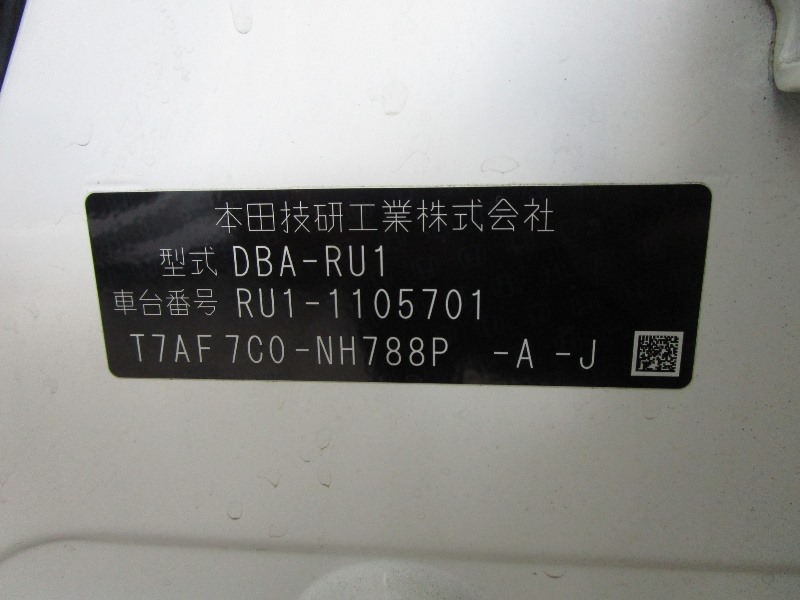 本田技研工業株式会社
型式 DBA-RU1
車台番号 RU1-1105701
T7AF7C0-NH788P -A -J